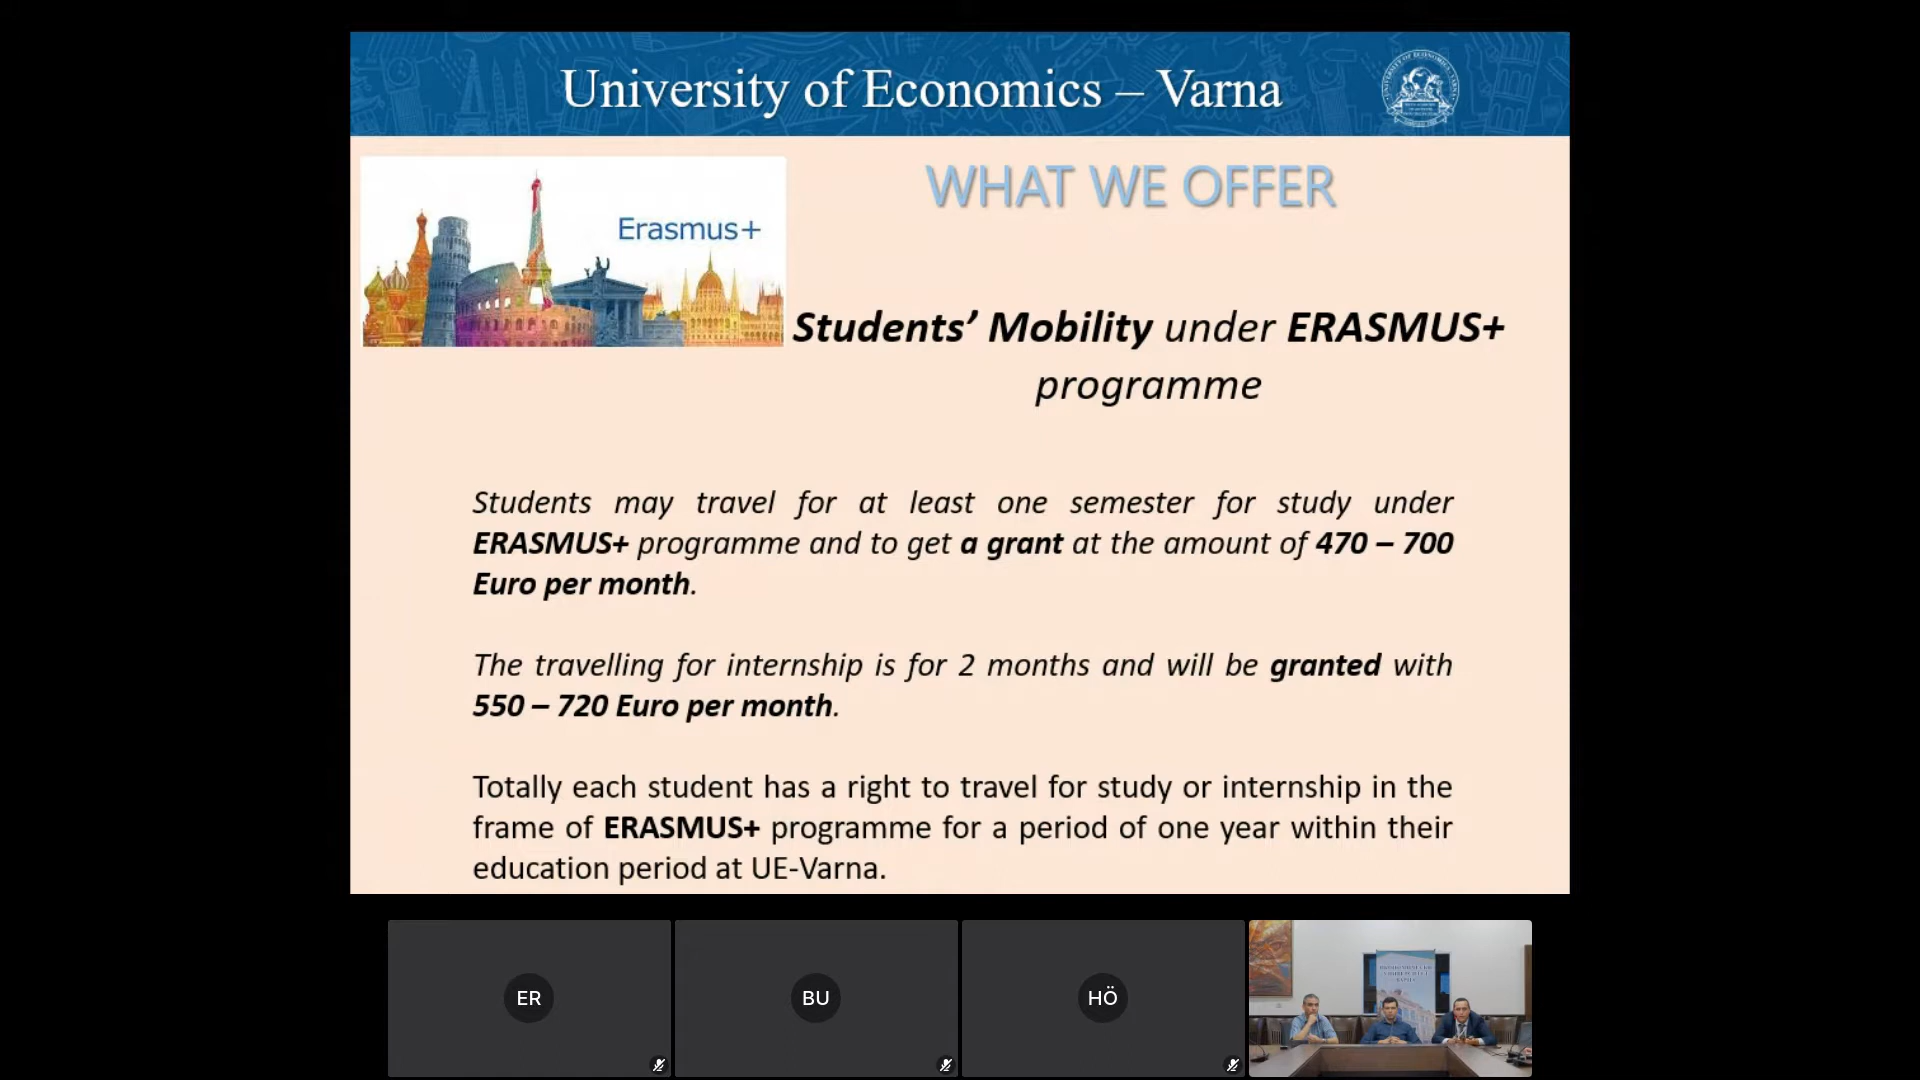 University of Economics – Varna
Erasmus+
WHAT WE OFFER
Students’ Mobility under ERASMUS+
programme
Students may travel for at least one semester for study under
ERASMUS+ programme and to get a grant at the amount of 470 – 700
Euro per month.
The travelling for internship is for 2 months and will be granted with
550 – 720 Euro per month.
Totally each student has a right to travel for study or internship in the
frame of ERASMUS+ programme for a period of one year within their
education period at UE-Varna.
ER
BU
HÖ